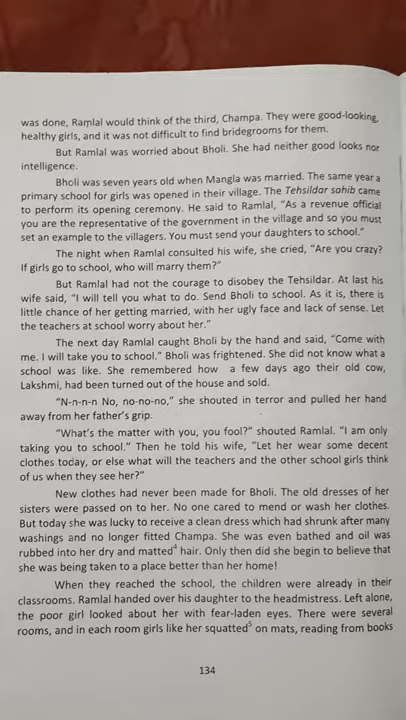 was done, Ramlal would think of the third, Champa. They were good-looking,
healthy girls, and it was not difficult to find bridegrooms for them.
But Ramlal was worried about Bholi. She had neither good looks nor
intelligence.
Bholi was seven years old when Mangla was married. The same year a
primary school for girls was opened in their village. The Tehsildar sahib came
to perform its opening ceremony. He said to Ramlal, “As a revenue official
you are the representative of the government in the village and so you must
set an example to the villagers. You must send your daughters to school.”
The night when Ramlal consulted his wife, she cried, “Are you crazy?
If girls go to school, who will marry them?”
But Ramlal had not the courage to disobey the Tehsildar. At last his
wife said, “I will tell you what to do. Send Bholi to school. As it is, there is
little chance of her getting married, with her ugly face and lack of sense. Let
the teachers at school worry about her.”
The next day Ramlal caught Bholi by the hand and said, “Come with
me. I will take you to school.” Bholi was frightened. She did not know what a
school was like. She remembered how a few days ago their old cow,
Lakshmi, had been turned out of the house and sold.
“N-n-n-n No, no-no-no,” she shouted in terror and pulled her hand
away from her father’s grip.
“What’s the matter with you, you fool?” shouted Ramlal. “I am only
taking you to school.” Then he told his wife, “Let her wear some decent
clothes today, or else what will the teachers and the other school girls think
of us when they see her?”
New clothes had never been made for Bholi. The old dresses of her
sisters were passed on to her. No one cared to mend or wash her clothes.
But today she was lucky to receive a clean dress which had shrunk after many
washings and no longer fitted Champa. She was even bathed and oil was
rubbed into her dry and matted⁴ hair. Only then did she begin to believe that
she was being taken to a place better than her home!
When they reached the school, the children were already in their
classrooms. Ramlal handed over his daughter to the headmistress. Left alone,
the poor girl looked about her with fear-laden eyes. There were several
rooms, and in each room girls like her squatted⁵ on mats, reading from books
134